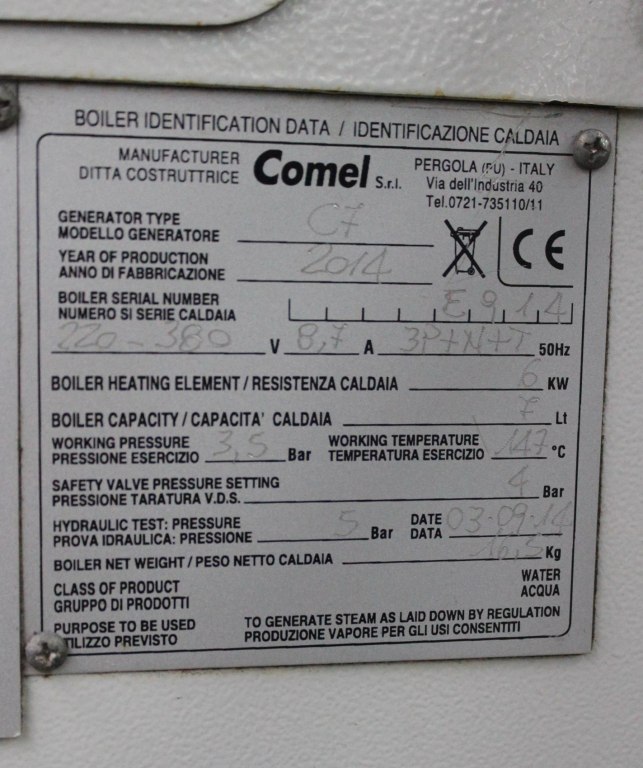 BOILER IDENTIFICATION DATA / IDENTIFICAZIONE CALDAIA
MANUFACTURER
DITTA COSTRUTTRICE
Comel S.r.l.
PERGOLA (PU) - ITALY
Via dell'Industria 40
Tel.0721-735110/11
GENERATOR TYPE
MODELLO GENERATORE C7
YEAR OF PRODUCTION
ANNO DI FABBRICAZIONE 2014
CE
BOILER SERIAL NUMBER
NUMERO SI SERIE CALDAIA E914
220-380 V 8,7 A 3P+N+T 50Hz
BOILER HEATING ELEMENT / RESISTENZA CALDAIA 6 KW
BOILER CAPACITY / CAPACITA' CALDAIA 7 Lt
WORKING PRESSURE
PRESSIONE ESERCIZIO 3,5 Bar
WORKING TEMPERATURE
TEMPERATURA ESERCIZIO 147 °C
SAFETY VALVE PRESSURE SETTING
PRESSIONE TARATURA V.D.S. 4 Bar
HYDRAULIC TEST: PRESSURE
PROVA IDRAULICA: PRESSIONE 5 Bar
DATE
DATA 03-09-14
BOILER NET WEIGHT / PESO NETTO CALDAIA Kg
CLASS OF PRODUCT
GRUPPO DI PRODOTTI
WATER
ACQUA
PURPOSE TO BE USED
UTILIZZO PREVISTO
TO GENERATE STEAM AS LAID DOWN BY REGULATION
PRODUZIONE VAPORE PER GLI USI CONSENTITI